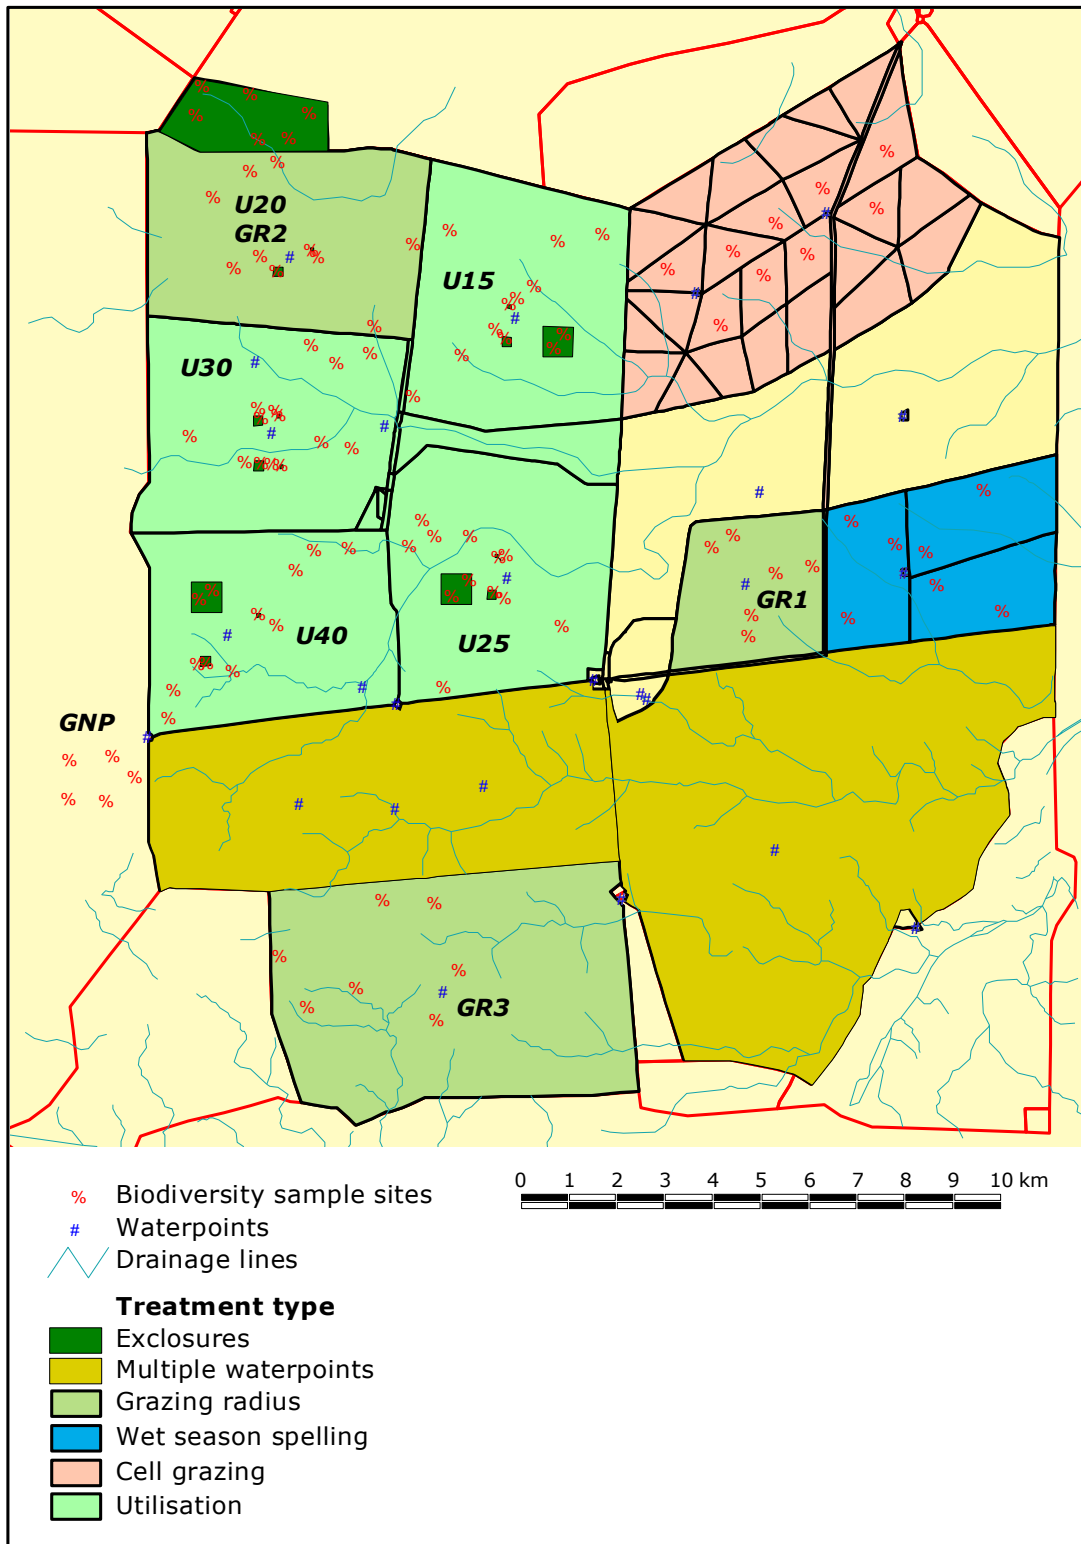 U20
GR2
U15
U30
GR1
U40
U25
GNP
GR3
0 1 2 3 4 5 6 7 8 9 10 km
% Biodiversity sample sites
# Waterpoints
Drainage lines
Treatment type
Exclosures
Multiple waterpoints
Grazing radius
Wet season spelling
Cell grazing
Utilisation